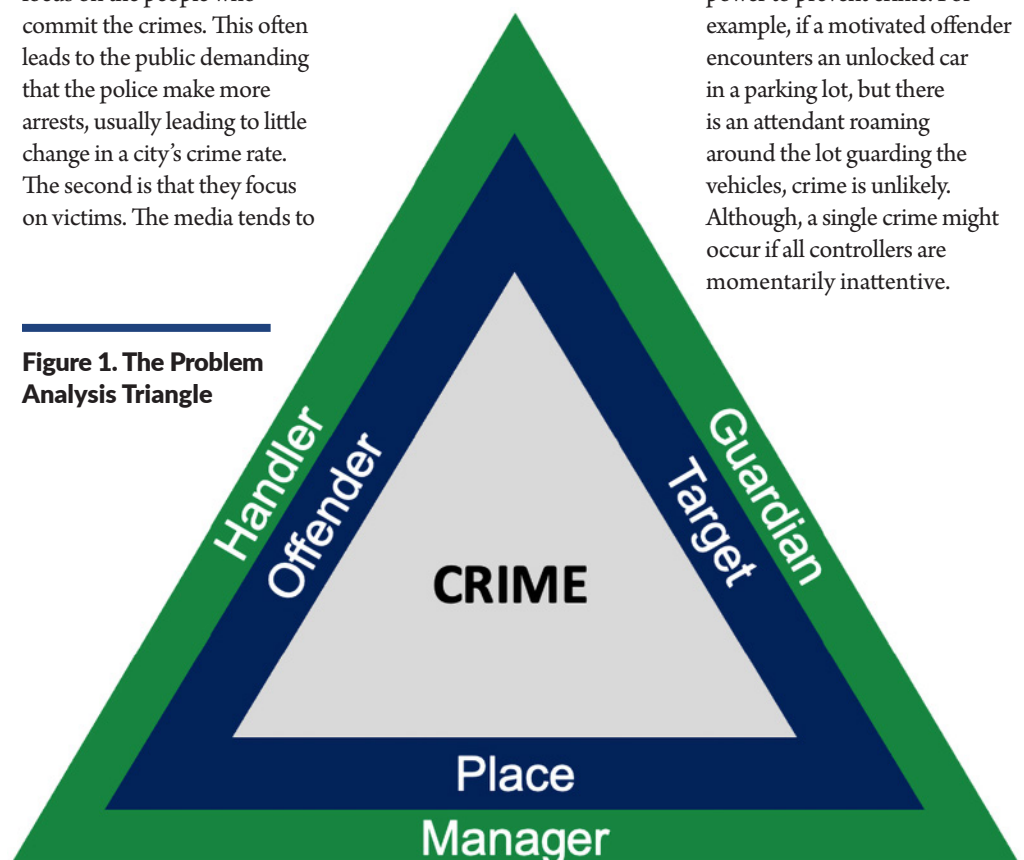 commit the crimes. This often
leads to the public demanding
that the police make more
arrests, usually leading to little
change in a city's crime rate.
The second is that they focus
on victims. The media tends to
Figure 1. The Problem
Analysis Triangle
example, if a motivated offender
encounters an unlocked car
in a parking lot, but there
is an attendant roaming
around the lot guarding the
vehicles, crime is unlikely.
Although, a single crime might
occur if all controllers are
momentarily inattentive.
Handler
Offender
Guardian
Target
CRIME
Place
Manager